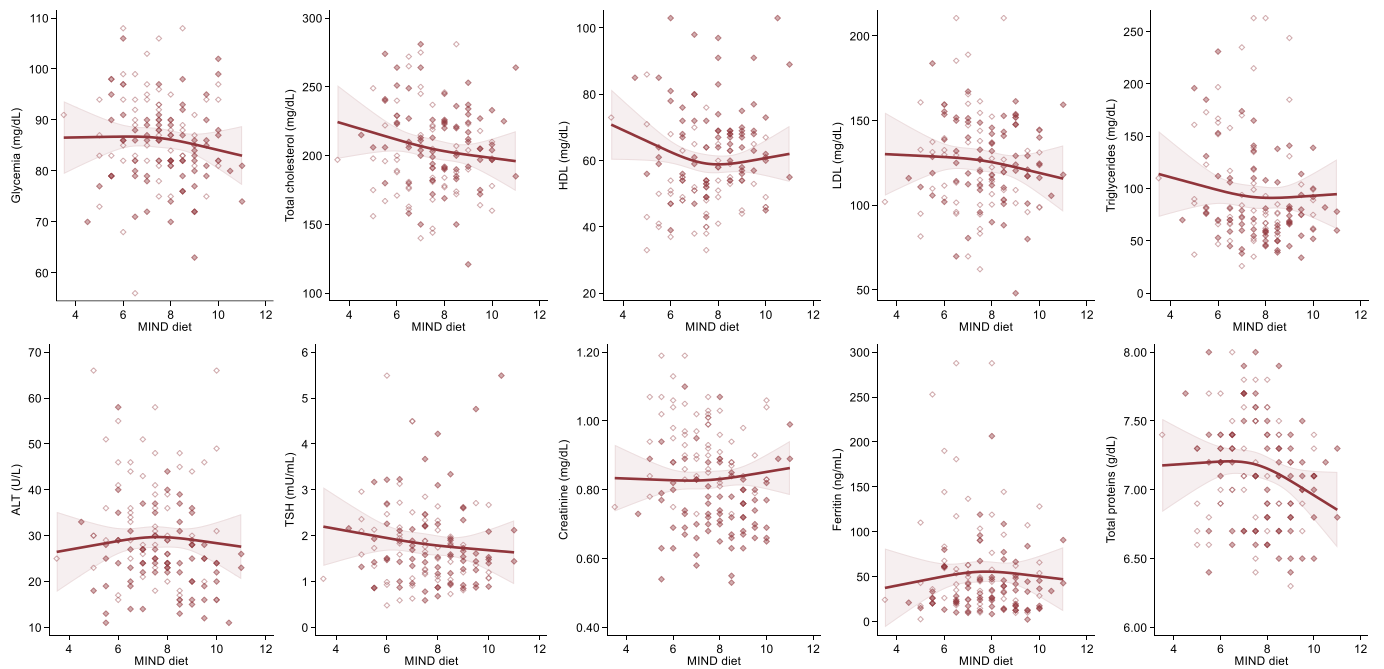 Glycemia (mg/dL)
110
100
90
80
70
60
4 6 8 10 12
MIND diet
Total cholesterol (mg/dL)
300
250
200
150
100
4 6 8 10 12
MIND diet
HDL (mg/dL)
100
80
60
40
20
4 6 8 10 12
MIND diet
LDL (mg/dL)
200
150
100
50
4 6 8 10 12
MIND diet
Triglycerides (mg/dL)
250
200
150
100
50
0
4 6 8 10 12
MIND diet
ALT (U/L)
70
60
50
40
30
20
10
4 6 8 10 12
MIND diet
TSH (mU/mL)
6
5
4
3
2
1
0
4 6 8 10 12
MIND diet
Creatinine (mg/dL)
1.20
1.00
0.80
0.60
0.40
4 6 8 10 12
MIND diet
Ferritin (ng/mL)
300
250
200
150
100
50
0
4 6 8 10 12
MIND diet
Total proteins (g/dL)
8.00
7.50
7.00
6.50
6.00
4 6 8 10 12
MIND diet